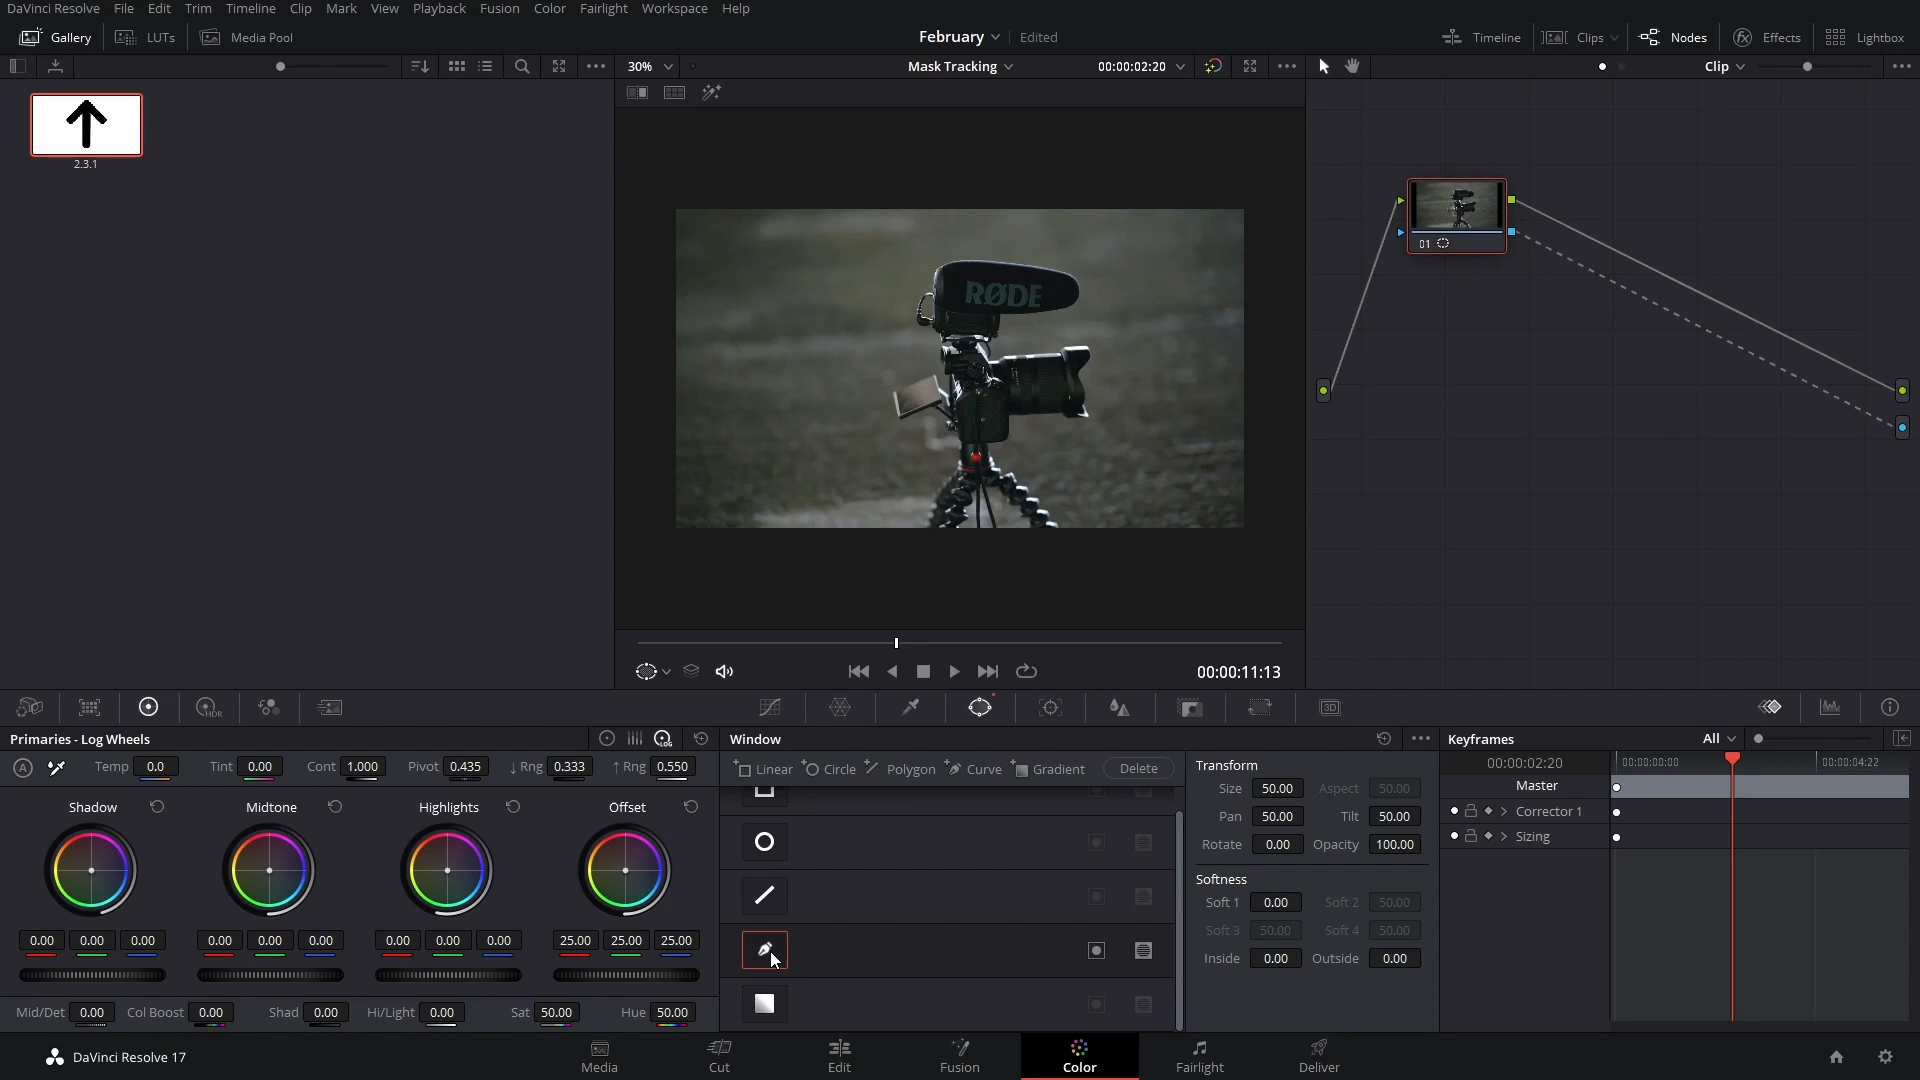 DaVinci Resolve File Edit Trim Timeline Clip Mark View Playback Fusion Color Fairlight Workspace Help
Gallery LUTs Media Pool February Edited Timeline Clips Nodes Effects Lightbox
30% Mask Tracking 00:00:02:20 Clip
2.3.1
RØDE
01
00:00:11:13
HDR 3D
Primaries - Log Wheels LOG Window Keyframes All
A Temp 0.0 Tint 0.00 Cont 1.000 Pivot 0.435 ↓ Rng 0.333 ↑ Rng 0.550
Linear Circle Polygon Curve Gradient Delete
Transform
Size 50.00 Aspect 50.00
Pan 50.00 Tilt 50.00
Rotate 0.00 Opacity 100.00
Softness
Soft 1 0.00 Soft 2 50.00
Soft 3 50.00 Soft 4 50.00
Inside 0.00 Outside 0.00
00:00:02:20 00:00:00:00 00:00:04:22
Master
Corrector 1
Sizing
Shadow Midtone Highlights Offset
0.00 0.00 0.00 0.00 0.00 0.00 0.00 0.00 0.00 25.00 25.00 25.00
Mid/Det 0.00 Col Boost 0.00 Shad 0.00 Hi/Light 0.00 Sat 50.00 Hue 50.00
DaVinci Resolve 17 Media Cut Edit Fusion Color Fairlight Deliver